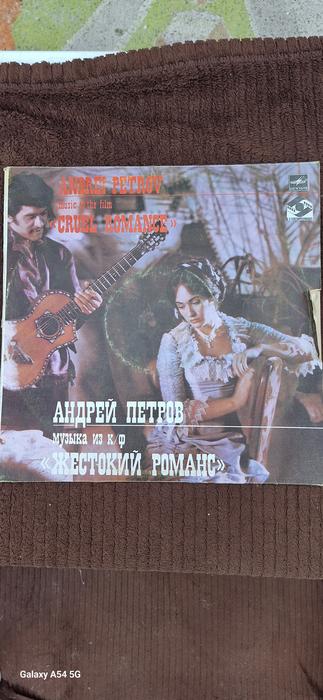 ANDREI PETROV
music to the film
«CRUEL ROMANCE»
АНДРЕЙ ПЕТРОВ
музыка из к/ф
«ЖЕСТОКИЙ РОМАНС»
Galaxy A54 5G